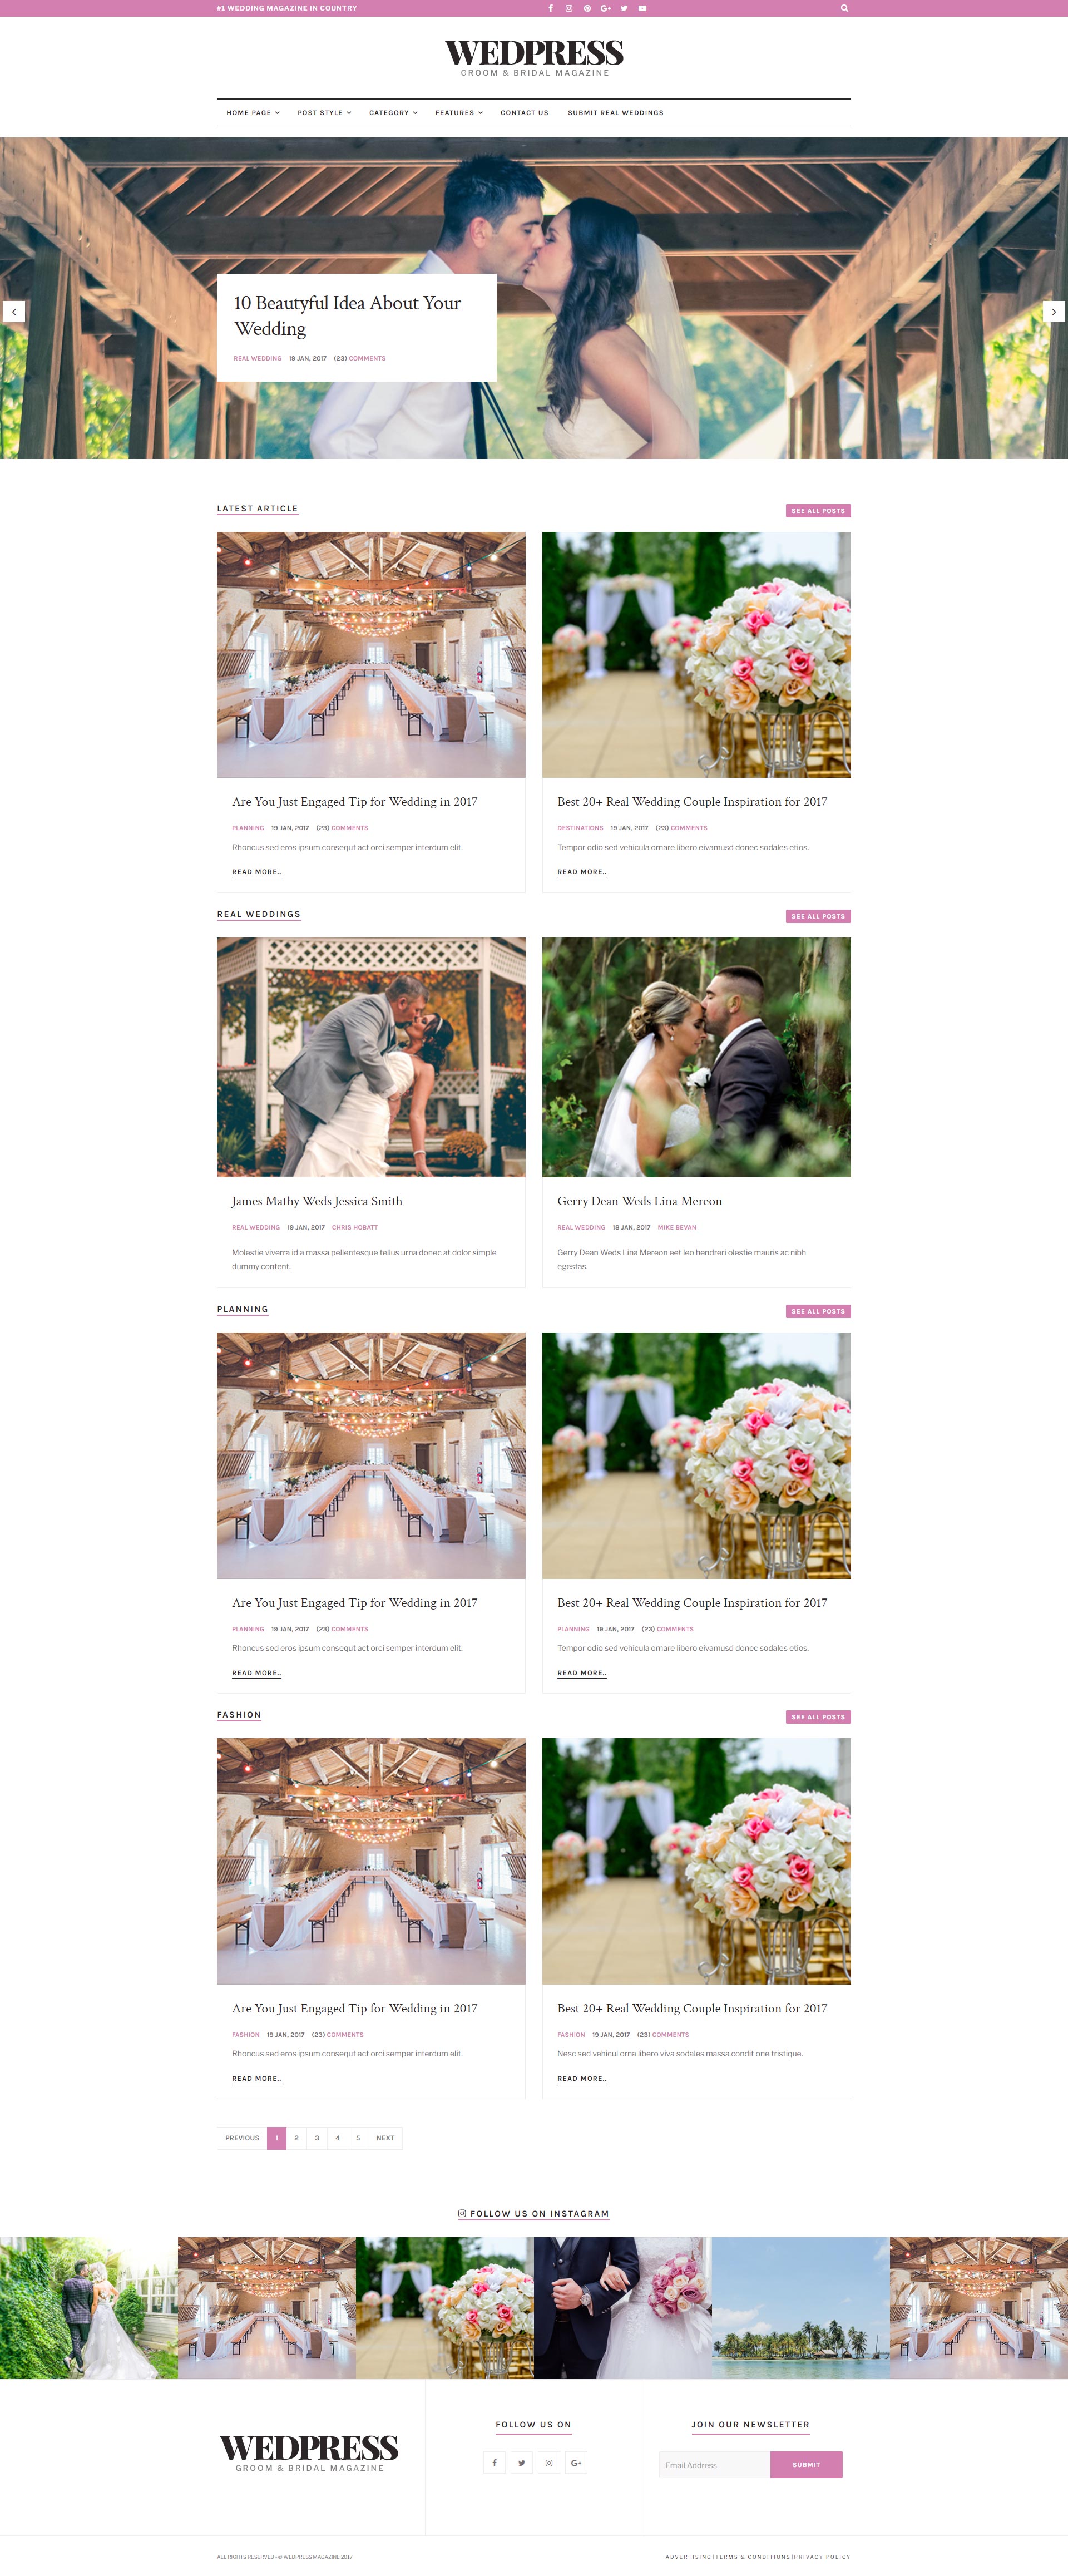 #1 WEDDING MAGAZINE IN COUNTRY
WEDPRESS
GROOM & BRIDAL MAGAZINE
HOME PAGE POST STYLE CATEGORY FEATURES CONTACT US SUBMIT REAL WEDDINGS
10 Beautyful Idea About Your
Wedding
REAL WEDDING 19 JAN, 2017 (23) COMMENTS
LATEST ARTICLE
SEE ALL POSTS
Are You Just Engaged Tip for Wedding in 2017
PLANNING 19 JAN, 2017 (23) COMMENTS
Rhoncus sed eros ipsum consequt act orci semper interdum elit.
READ MORE..
Best 20+ Real Wedding Couple Inspiration for 2017
DESTINATIONS 19 JAN, 2017 (23) COMMENTS
Tempor odio sed vehicula ornare libero eivamusd donec sodales etios.
READ MORE..
REAL WEDDINGS
SEE ALL POSTS
James Mathy Weds Jessica Smith
REAL WEDDING 19 JAN, 2017 CHRIS HOBATT
Molestie viverra id a massa pellentesque telius urna donec at dolor simple
dummy content.
Gerry Dean Weds Lina Mereon
REAL WEDDING 18 JAN, 2017 MIKE BEVAN
Gerry Dean Weds Lina Mereon eet leo hendreri olestie mauris ac nibh
egestas.
PLANNING
SEE ALL POSTS
Are You Just Engaged Tip for Wedding in 2017
PLANNING 19 JAN, 2017 (23) COMMENTS
Rhoncus sed eros ipsum consequt act orci semper interdum elit.
READ MORE..
Best 20+ Real Wedding Couple Inspiration for 2017
PLANNING 19 JAN, 2017 (23) COMMENTS
Tempor odio sed vehicula ornare libero eivamusd donec sodales etios.
READ MORE..
FASHION
SEE ALL POSTS
Are You Just Engaged Tip for Wedding in 2017
FASHION 19 JAN, 2017 (23) COMMENTS
Rhoncus sed eros ipsum consequt act orci semper interdum elit.
READ MORE..
Best 20+ Real Wedding Couple Inspiration for 2017
FASHION 19 JAN, 2017 (23) COMMENTS
Nesc sed vehicul orna libero viva sodales massa condit one tristique.
READ MORE..
PREVIOUS 1 2 3 4 5 NEXT
FOLLOW US ON INSTAGRAM
WEDPRESS
GROOM & BRIDAL MAGAZINE
FOLLOW US ON
JOIN OUR NEWSLETTER
Email Address
SUBMIT
ALL RIGHTS RESERVED - © WEDPRESS MAGAZINE 2017
ADVERTISING | TERMS & CONDITIONS | PRIVACY POLICY